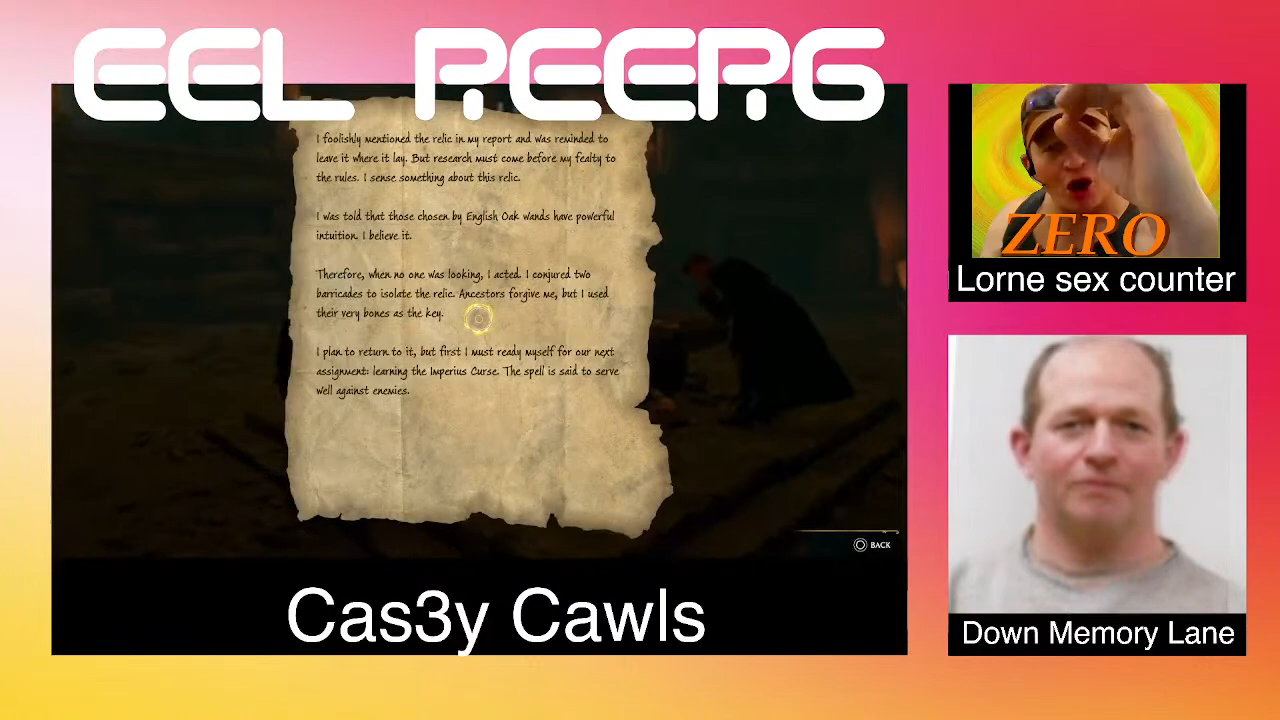 EEL PEEPG
I foolishly mentioned the relic in my report and was reminded to
leave it where it lay. But research must come before my fealty to
the rules. I sense something about this relic.
I was told that those chosen by English Oak wands have powerful
intuition. I believe it.
Therefore, when no one was looking, I acted. I conjured two
barricades to isolate the relic. Ancestors forgive me, but I used
their very bones as the key.
I plan to return to it, but first I must ready myself for our next
assignment: learning the Imperius Curse. The spell is said to serve
well against enemies.
BACK
Cas3y Cawls
ZERO
Lorne sex counter
Down Memory Lane